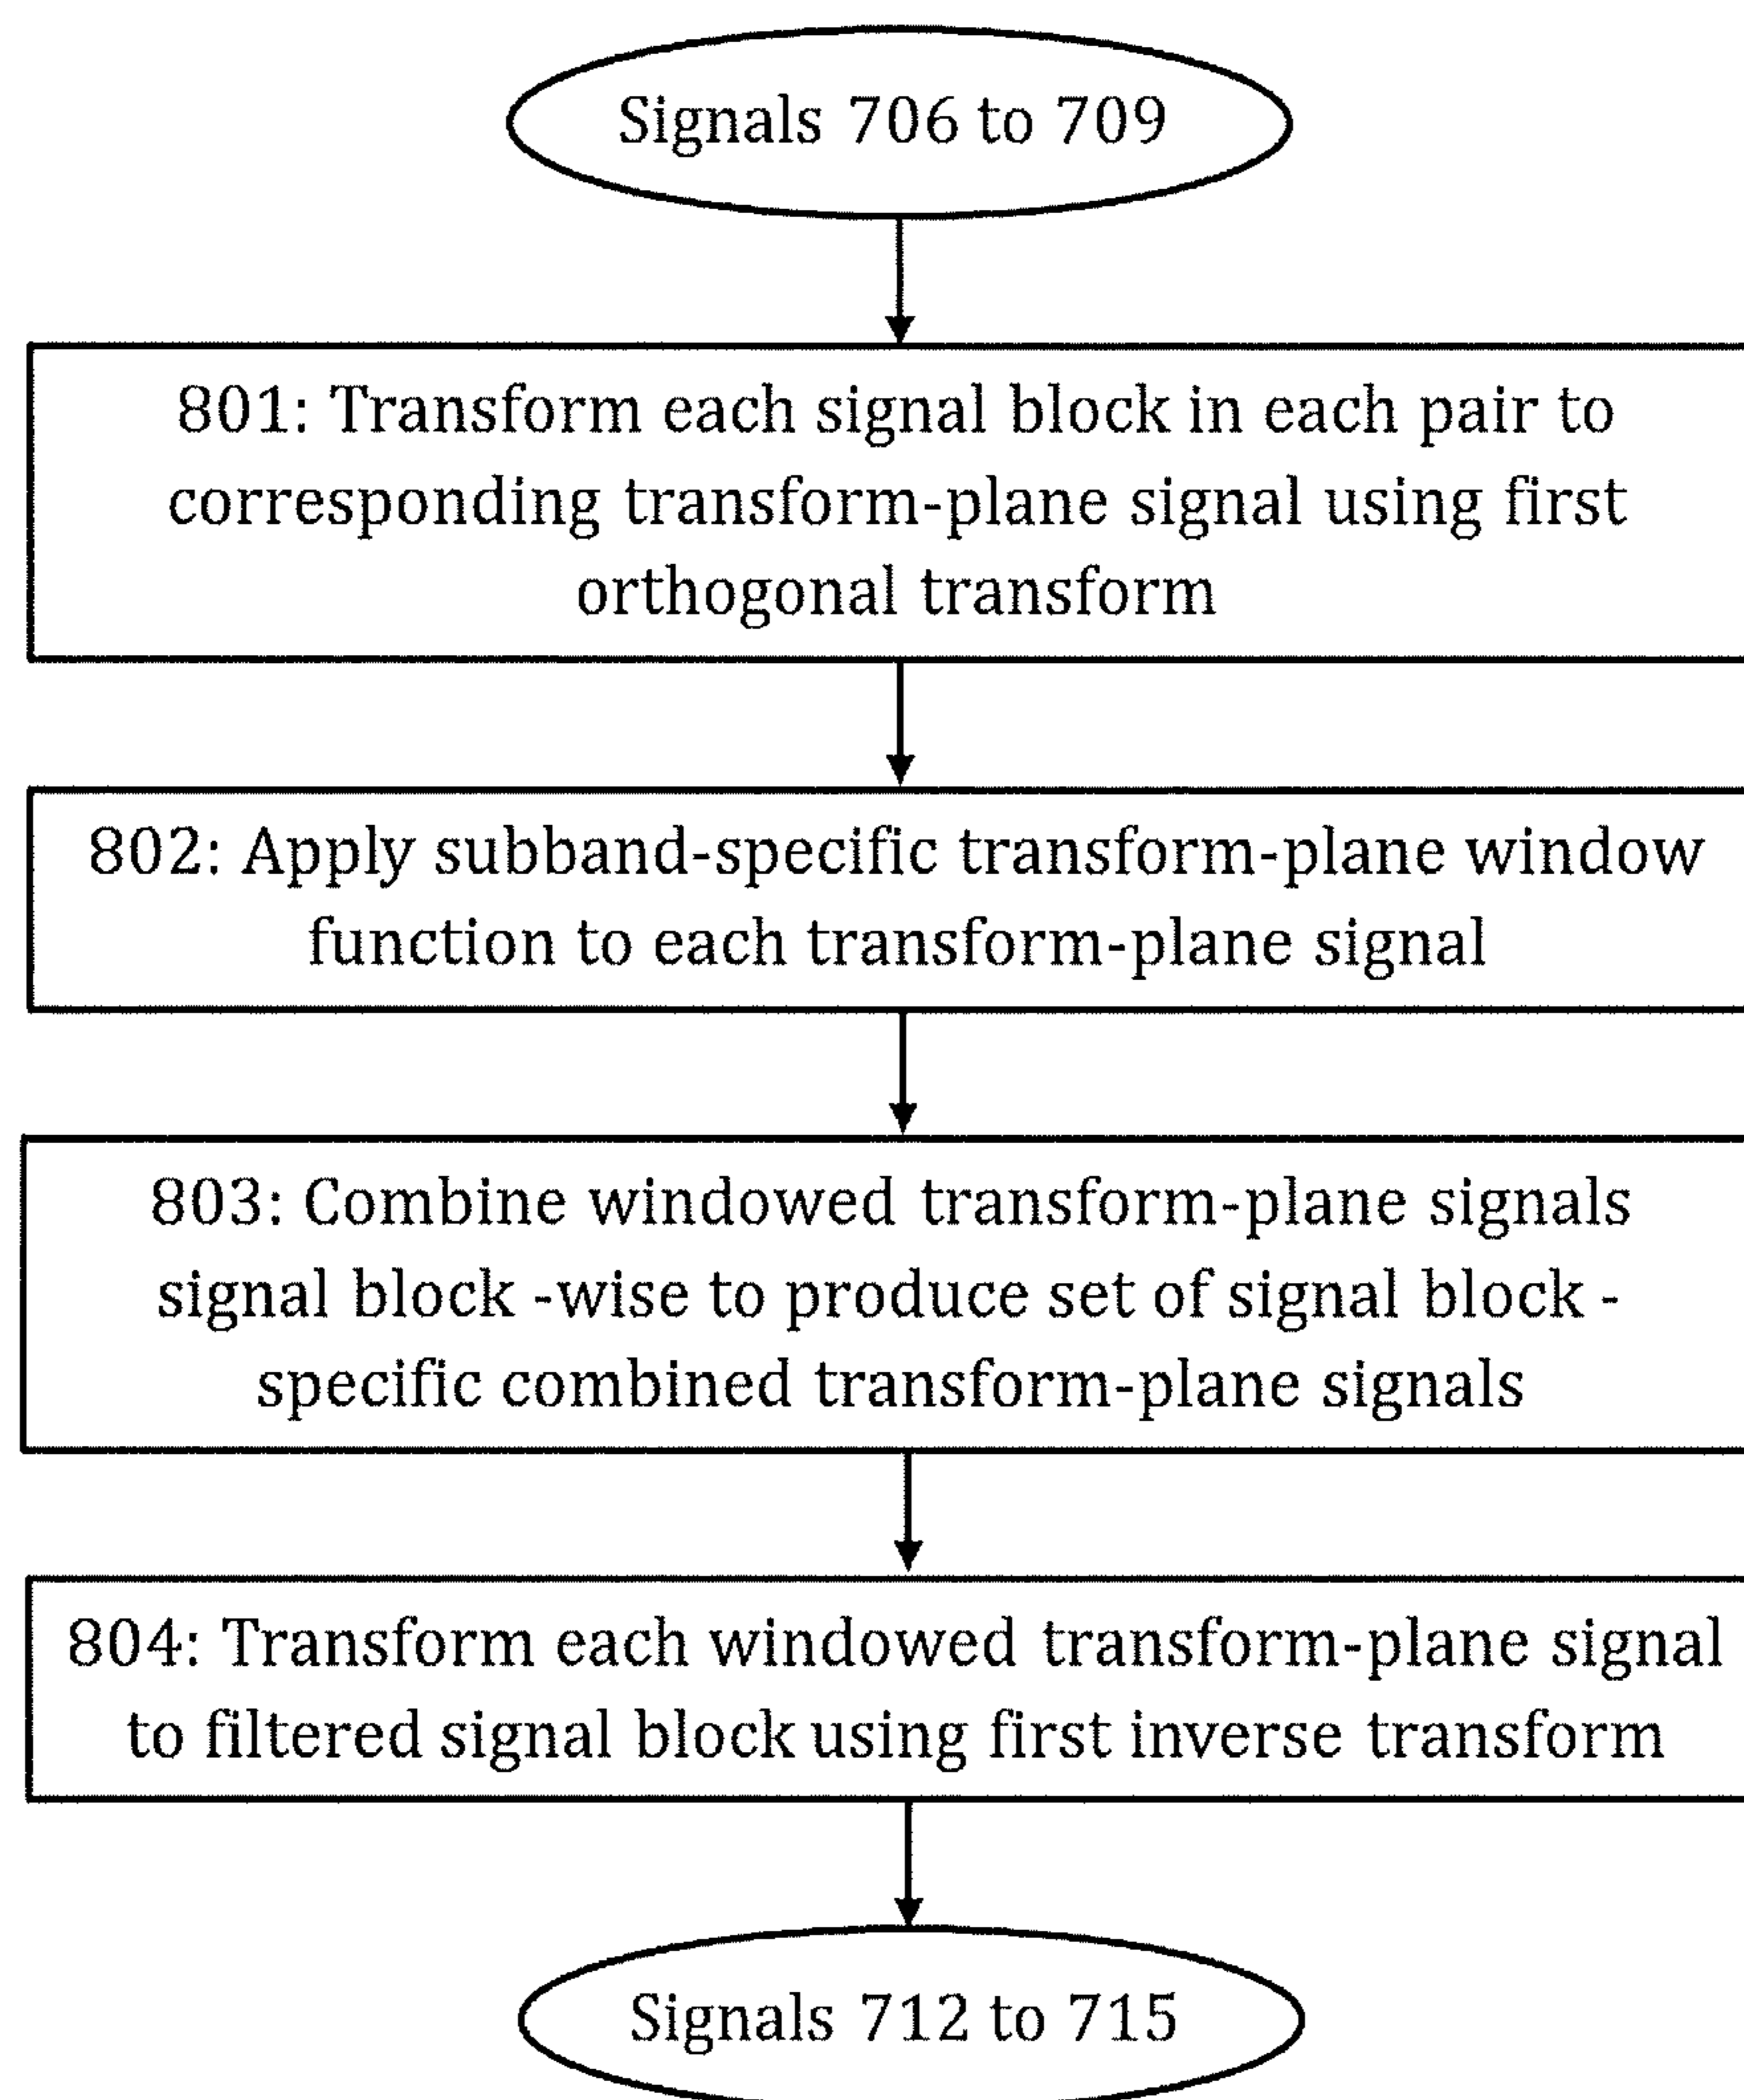 Signals 706 to 709
801: Transform each signal block in each pair to
corresponding transform-plane signal using first
orthogonal transform
802: Apply subband-specific transform-plane window
function to each transform-plane signal
803: Combine windowed transform-plane signals
signal block -wise to produce set of signal block -
specific combined transform-plane signals
804: Transform each windowed transform-plane signal
to filtered signal block using first inverse transform
Signals 712 to 715